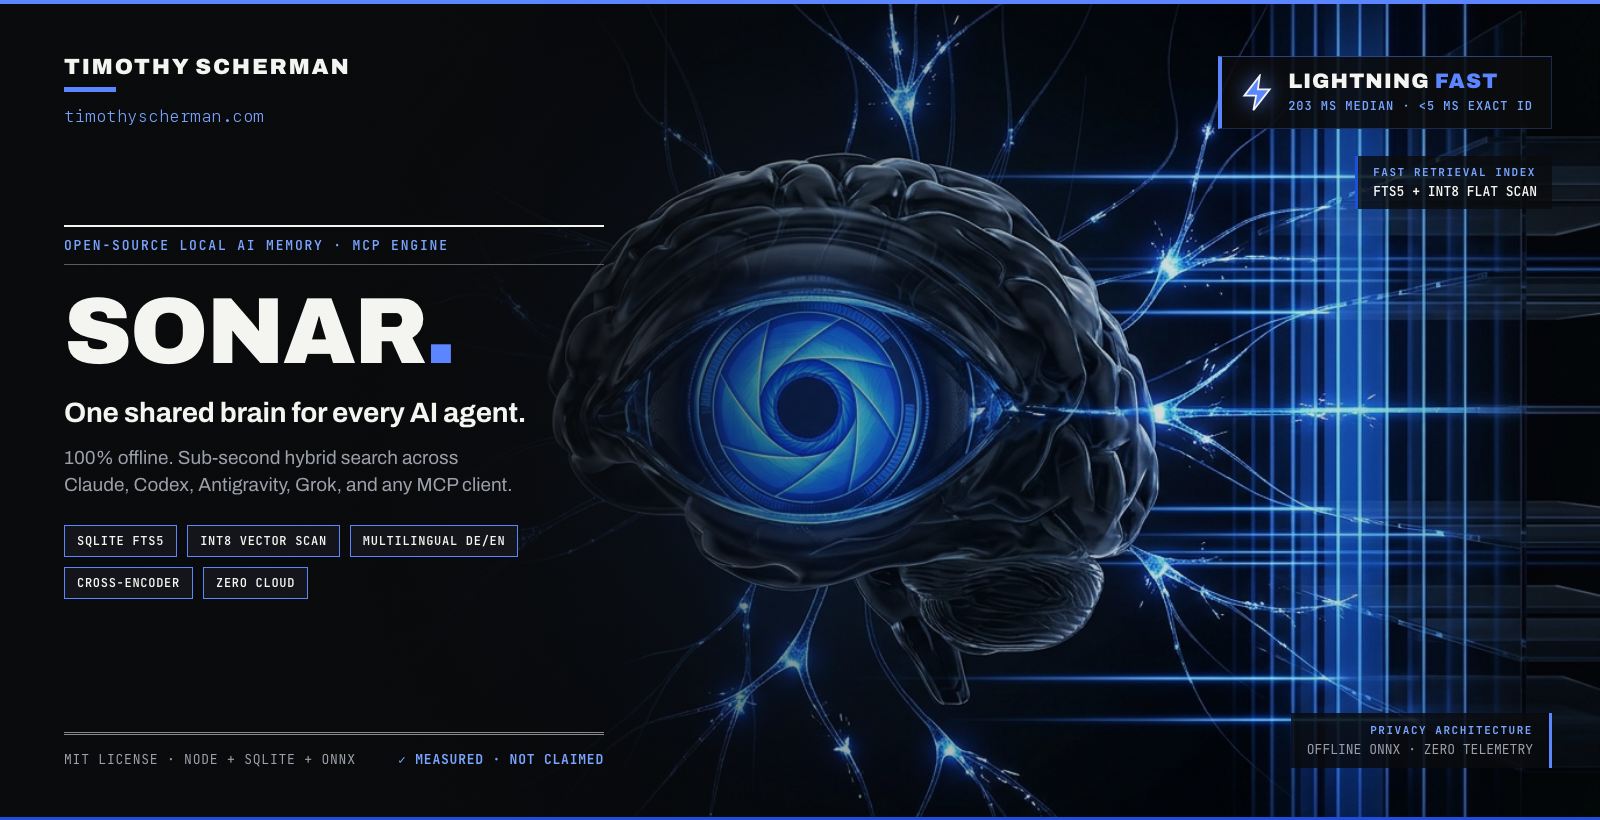 TIMOTHY SCHERMAN
timothyscherman.com
LIGHTNING FAST
203 MS MEDIAN · <5 MS EXACT ID
FAST RETRIEVAL INDEX
FTS5 + INT8 FLAT SCAN
OPEN-SOURCE LOCAL AI MEMORY · MCP ENGINE
SONAR.
One shared brain for every AI agent.
100% offline. Sub-second hybrid search across
Claude, Codex, Antigravity, Grok, and any MCP client.
SQLITE FTS5
INT8 VECTOR SCAN
MULTILINGUAL DE/EN
CROSS-ENCODER
ZERO CLOUD
PRIVACY ARCHITECTURE
OFFLINE ONNX · ZERO TELEMETRY
MIT LICENSE · NODE + SQLITE + ONNX
✓ MEASURED · NOT CLAIMED